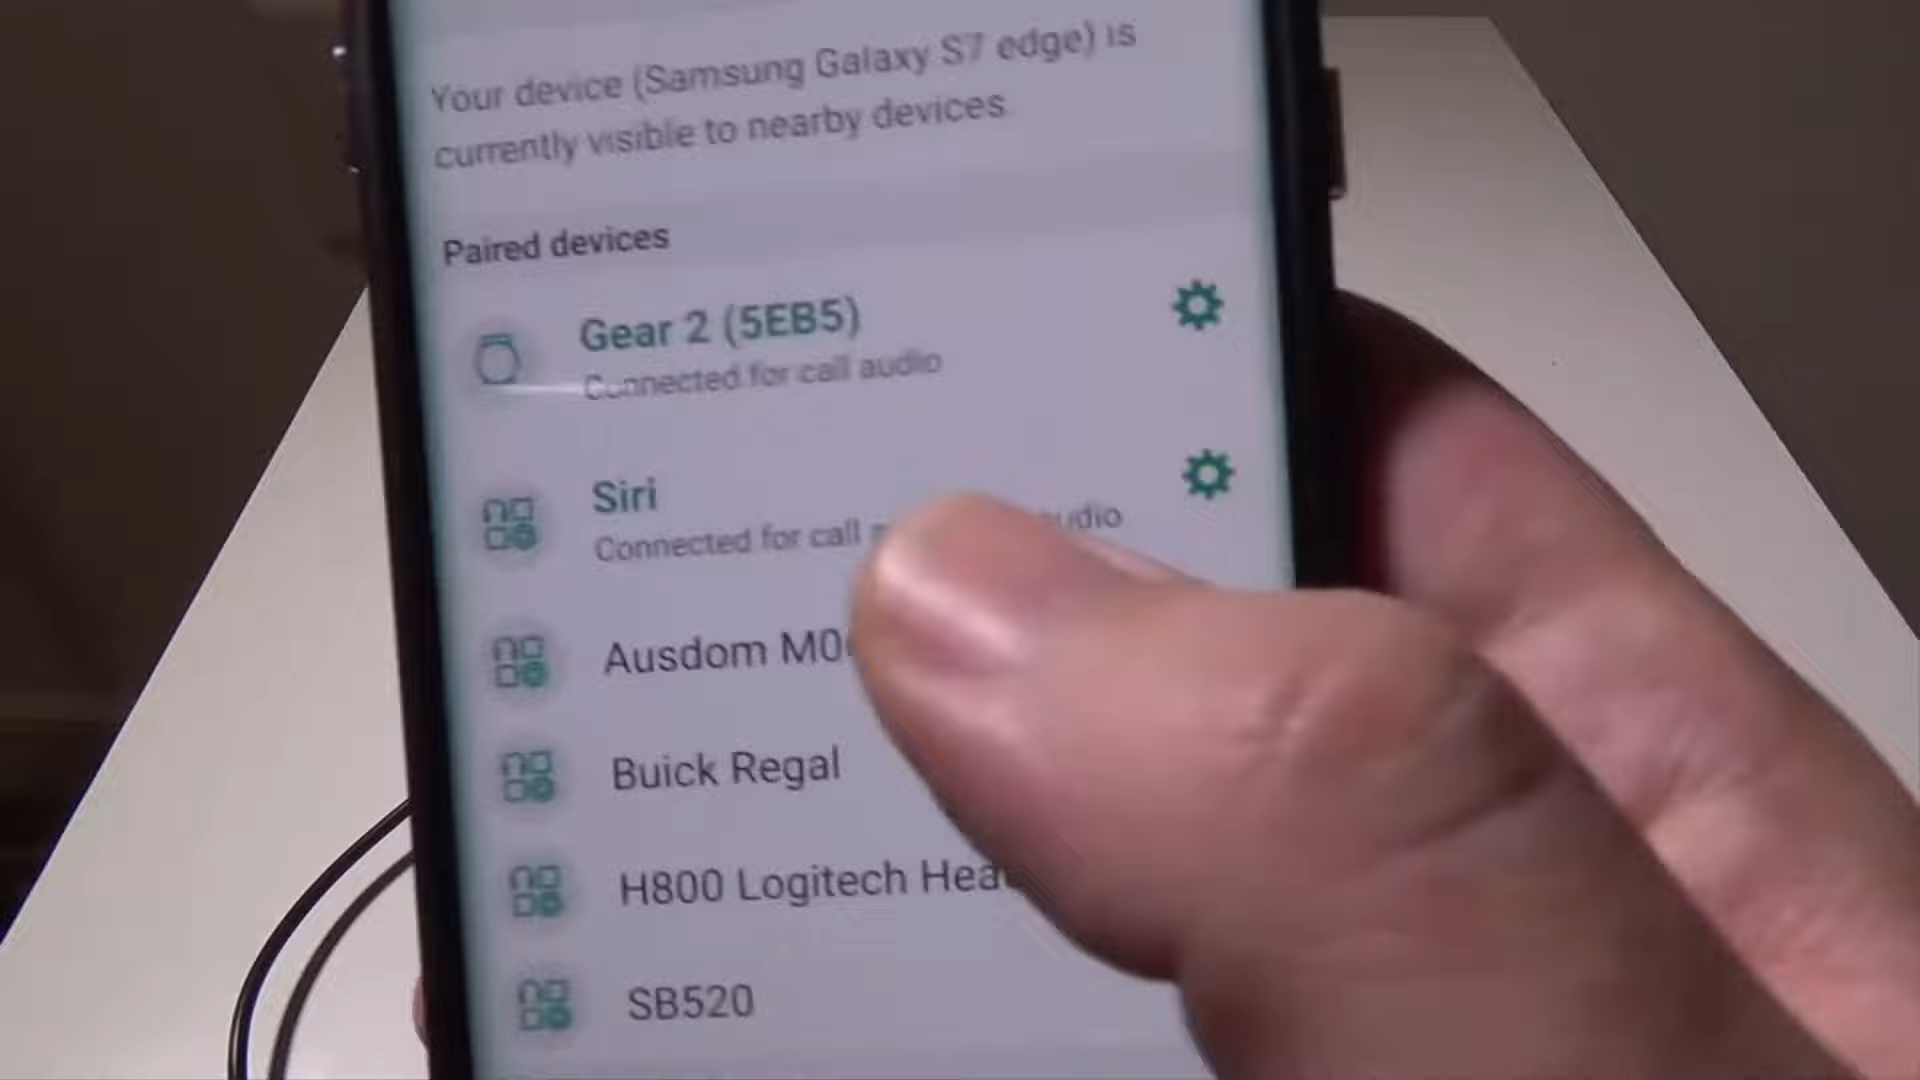 Your device (Samsung Galaxy S7 edge) is
currently visible to nearby devices.
Paired devices
Gear 2 (5EB5)
Connected for call audio
Siri
Connected for call
Ausdom
Buick Regal
H800 Logitech
SB520